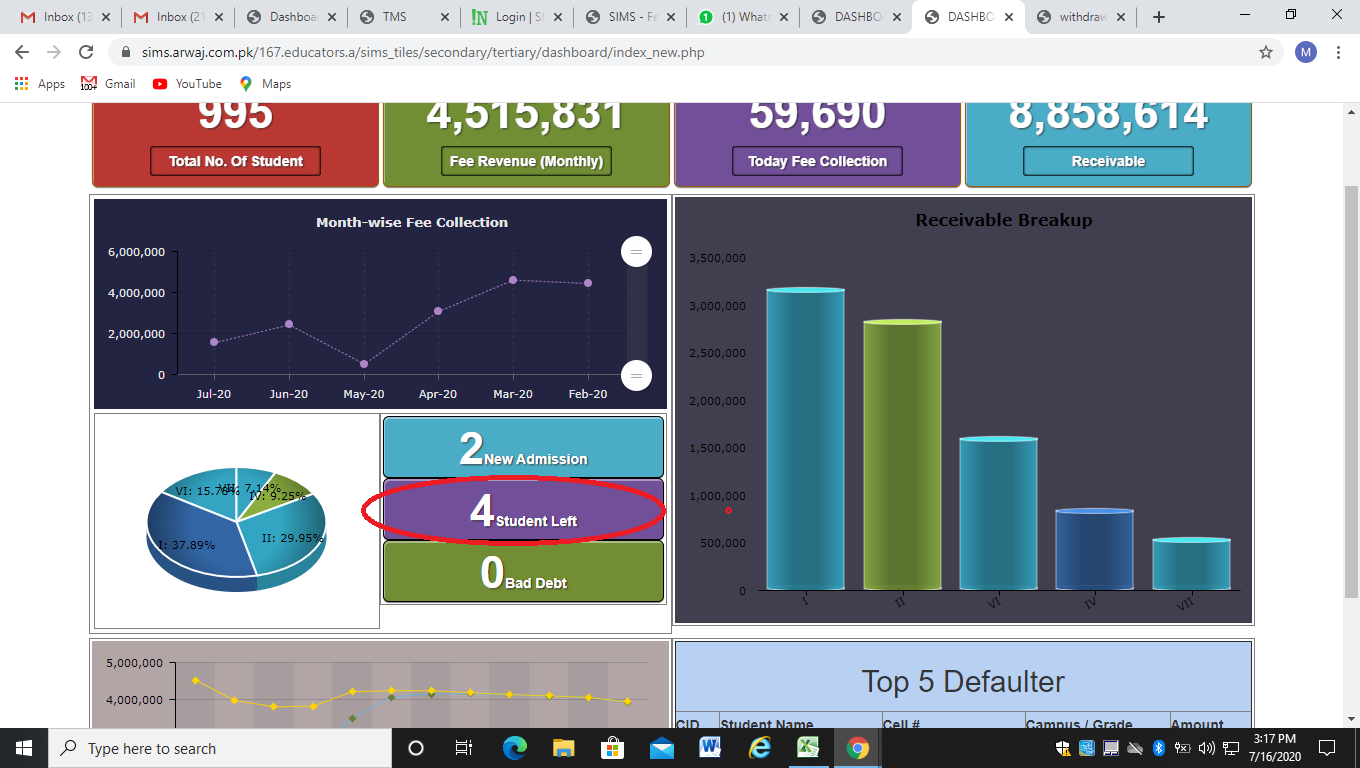 Inbox (13
Inbox (21
Dashboar
TMS
Login | SI
SIMS - Fe
(1) Whats
DASHBOA
DASHBO
withdraw
sims.arwaj.com.pk/167.educators.a/sims_tiles/secondary/tertiary/dashboard/index_new.php
M
Apps
100+
Gmail
YouTube
Maps
995
4,515,831
59,690
8,858,614
Total No. Of Student
Fee Revenue (Monthly)
Today Fee Collection
Receivable
Month-wise Fee Collection
6,000,000
4,000,000
2,000,000
0
Jul-20
Jun-20
May-20
Apr-20
Mar-20
Feb-20
Receivable Breakup
3,500,000
3,000,000
2,500,000
2,000,000
1,500,000
1,000,000
500,000
0
I
II
VI
IV
VII
VI: 15.78%
VII: 7.14%
IV: 9.25%
I: 37.89%
II: 29.95%
2 New Admission
4 Student Left
0 Bad Debt
5,000,000
4,000,000
Top 5 Defaulter
CID
Student Name
Cell #
Campus / Grade
Amount
Type here to search
3:17 PM
7/16/2020